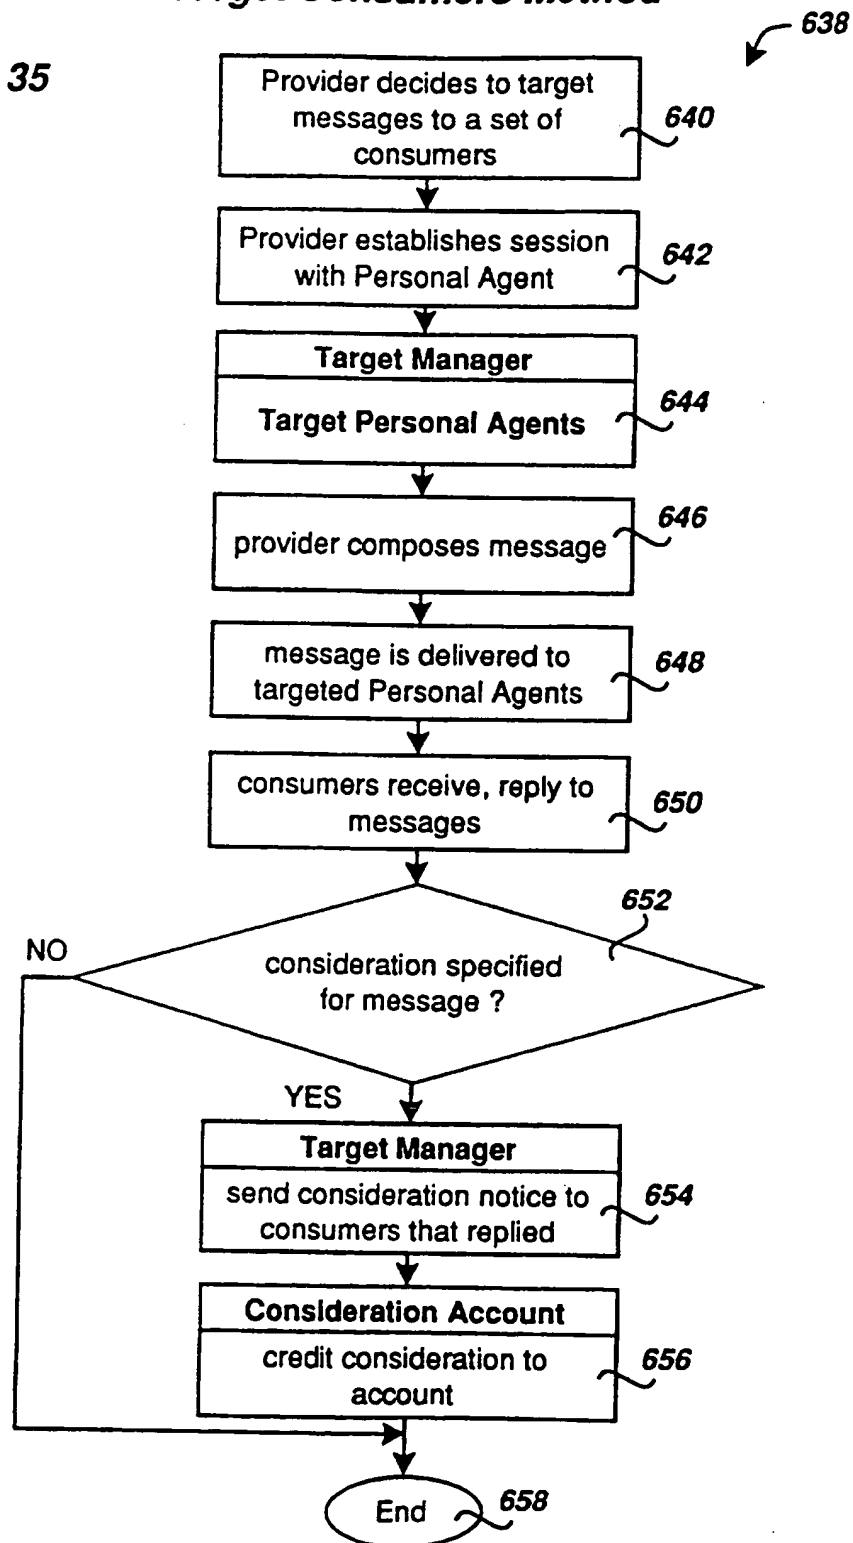 Target Consumers Method
638
35
Provider decides to target
messages to a set of
consumers
640
Provider establishes session
with Personal Agent
642
Target Manager
Target Personal Agents
644
provider composes message
646
message is delivered to
targeted Personal Agents
648
consumers receive, reply to
messages
650
652
NO
consideration specified
for message ?
YES
Target Manager
send consideration notice to
consumers that replied
654
Consideration Account
credit consideration to
account
656
End
658